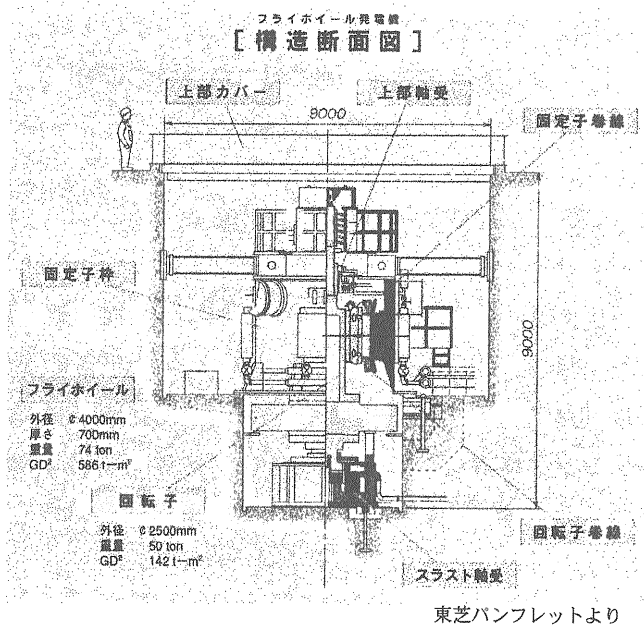 フライホイール発電機
[構造断面図]
上部カバー
上部軸受
9000
固定子巻線
固定子枠
9000
フライホイール
外径 ¢4000mm
厚さ 700mm
重量 74 ton
GD² 586 t−m²
回転子
外径 ¢2500mm
重量 50 ton
GD² 142 t−m²
回転子巻線
スラスト軸受
東芝パンフレットより